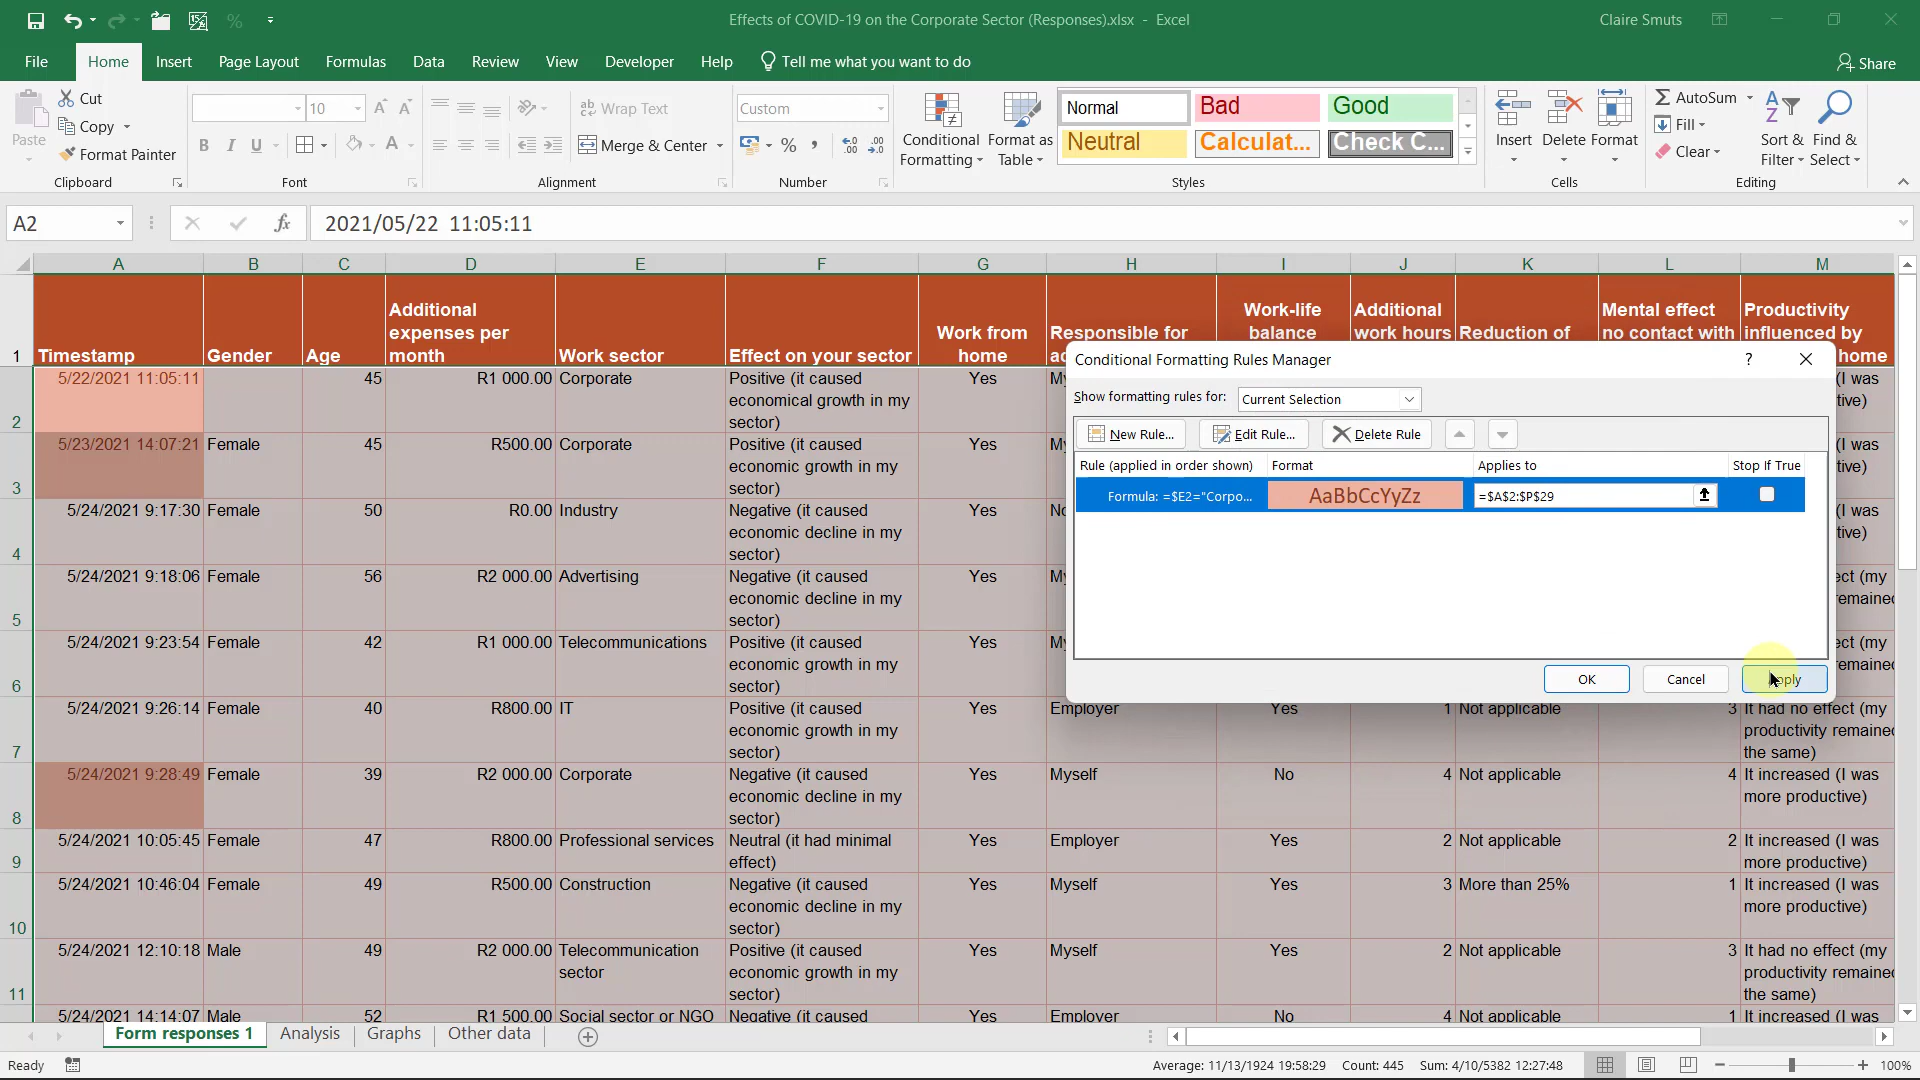 Effects of COVID-19 on the Corporate Sector (Responses).xlsx - Excel
Claire Smuts
File Home Insert Page Layout Formulas Data Review View Developer Help Tell me what you want to do
Share
Paste
Cut
Copy
Format Painter
Clipboard
10
B I U
Font
Wrap Text
Merge & Center
Alignment
Custom
%
Number
Conditional Formatting
Format as Table
Normal Bad Good
Neutral Calculat... Check C...
Styles
Insert Delete Format
Cells
AutoSum
Fill
Clear
Sort & Filter
Find & Select
Editing
A2
fx
2021/05/22 11:05:11
A B C D E F G H I J K L M
1 Timestamp Gender Age Additional expenses per month Work sector Effect on your sector Work from home Responsible for Work-life balance Additional work hours Reduction of Mental effect no contact with Productivity influenced by home
2 5/22/2021 11:05:11 45 R1 000.00 Corporate Positive (it caused economical growth in my sector) Yes
3 5/23/2021 14:07:21 Female 45 R500.00 Corporate Positive (it caused economic growth in my sector) Yes
4 5/24/2021 9:17:30 Female 50 R0.00 Industry Negative (it caused economic decline in my sector) Yes
5 5/24/2021 9:18:06 Female 56 R2 000.00 Advertising Negative (it caused economic decline in my sector) Yes
6 5/24/2021 9:23:54 Female 42 R1 000.00 Telecommunications Positive (it caused economic growth in my sector) Yes
7 5/24/2021 9:26:14 Female 40 R800.00 IT Positive (it caused economic growth in my sector) Yes Employer Yes 1 Not applicable 3 It had no effect (my productivity remained the same)
8 5/24/2021 9:28:49 Female 39 R2 000.00 Corporate Negative (it caused economic decline in my sector) Yes Myself No 4 Not applicable 4 It increased (I was more productive)
9 5/24/2021 10:05:45 Female 47 R800.00 Professional services Neutral (it had minimal effect) Yes Employer Yes 2 Not applicable 2 It increased (I was more productive)
10 5/24/2021 10:46:04 Female 49 R500.00 Construction Negative (it caused economic decline in my sector) Yes Myself Yes 3 More than 25% 1 It increased (I was more productive)
11 5/24/2021 12:10:18 Male 49 R2 000.00 Telecommunication sector Positive (it caused economic growth in my sector) Yes Myself Yes 2 Not applicable 3 It had no effect (my productivity remained the same)
5/24/2021 14:14:07 Male 52 R1 500.00 Social sector or NGO Negative (it caused Yes Employer No 4 Not applicable 1 It increased (I was
Conditional Formatting Rules Manager ?
Show formatting rules for: Current Selection
New Rule... Edit Rule... Delete Rule
Rule (applied in order shown) Format Applies to Stop If True
Formula: =$E2="Corpo... AaBbCcYyZz =$A$2:$P$29
OK Cancel Apply
Form responses 1 Analysis Graphs Other data
Ready
Average: 11/13/1924 19:58:29 Count: 445 Sum: 4/10/5382 12:27:48
100%